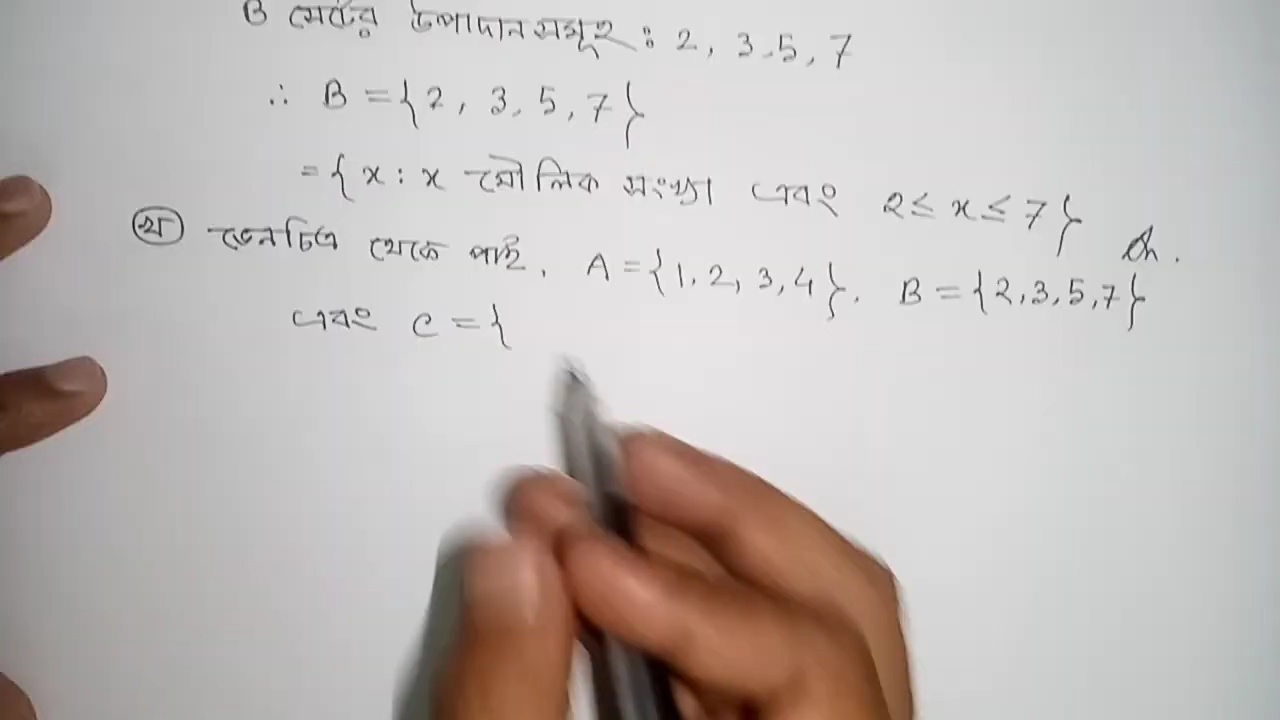 B সেটের উপাদানসমূহ : 2, 3, 5, 7
∴ B = {2, 3, 5, 7}
= {x : x মৌলিক সংখ্যা এবং 2 ≤ x ≤ 7}
খ ভেনচিত্র থেকে পাই, A = {1, 2, 3, 4}, B = {2, 3, 5, 7}
এবং C = {